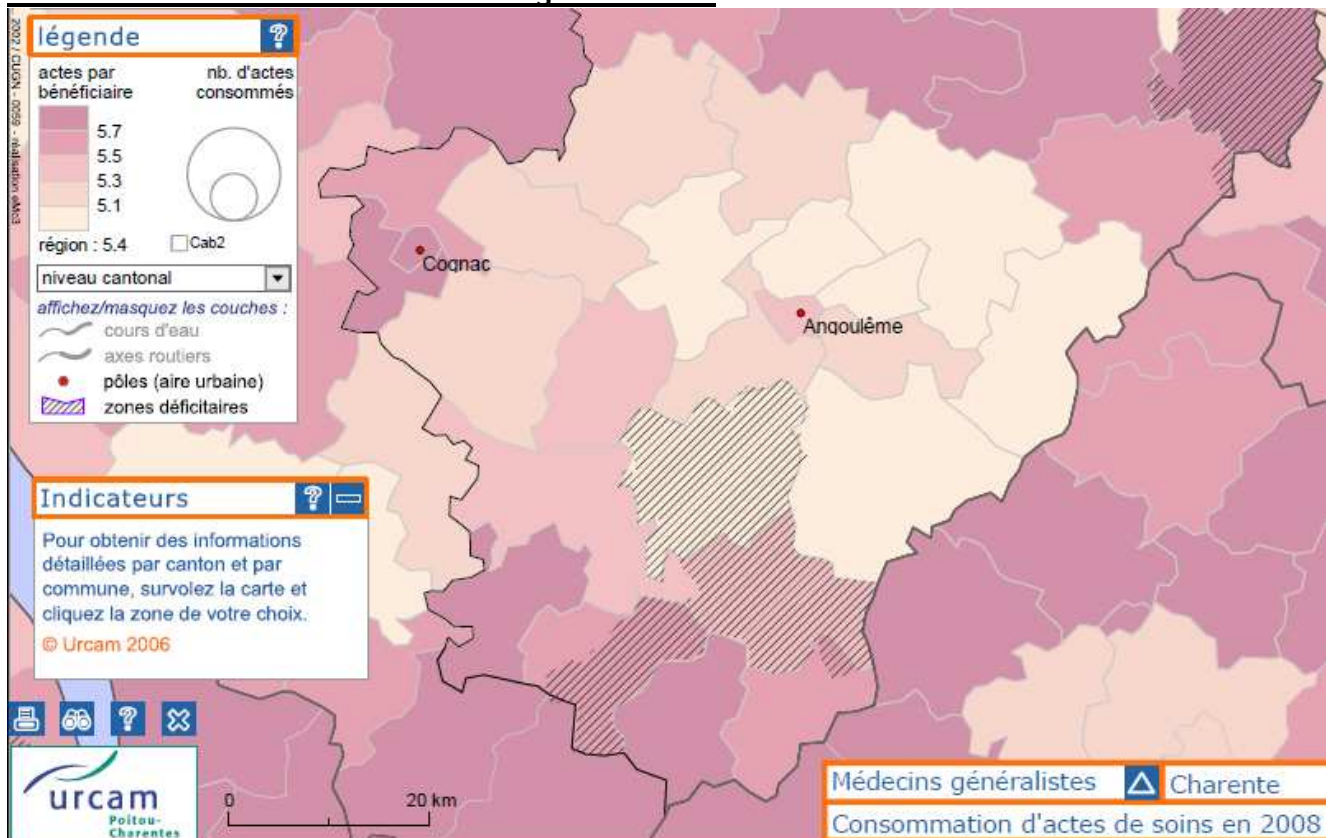 légende ?
actes par
bénéficiaire
nb. d'actes
consommés
5.7
5.5
5.3
5.1
région : 5.4
Cab2
niveau cantonal
affichez/masquez les couches :
cours d'eau
axes routiers
pôles (aire urbaine)
zones déficitaires
Cognac
Angoulême
Indicateurs ?
Pour obtenir des informations
détaillées par canton et par
commune, survolez la carte et
cliquez la zone de votre choix.
© Urcam 2006
?
urcam
Poitou-
Charentes
0 20 km
Médecins généralistes
Charente
Consommation d'actes de soins en 2008